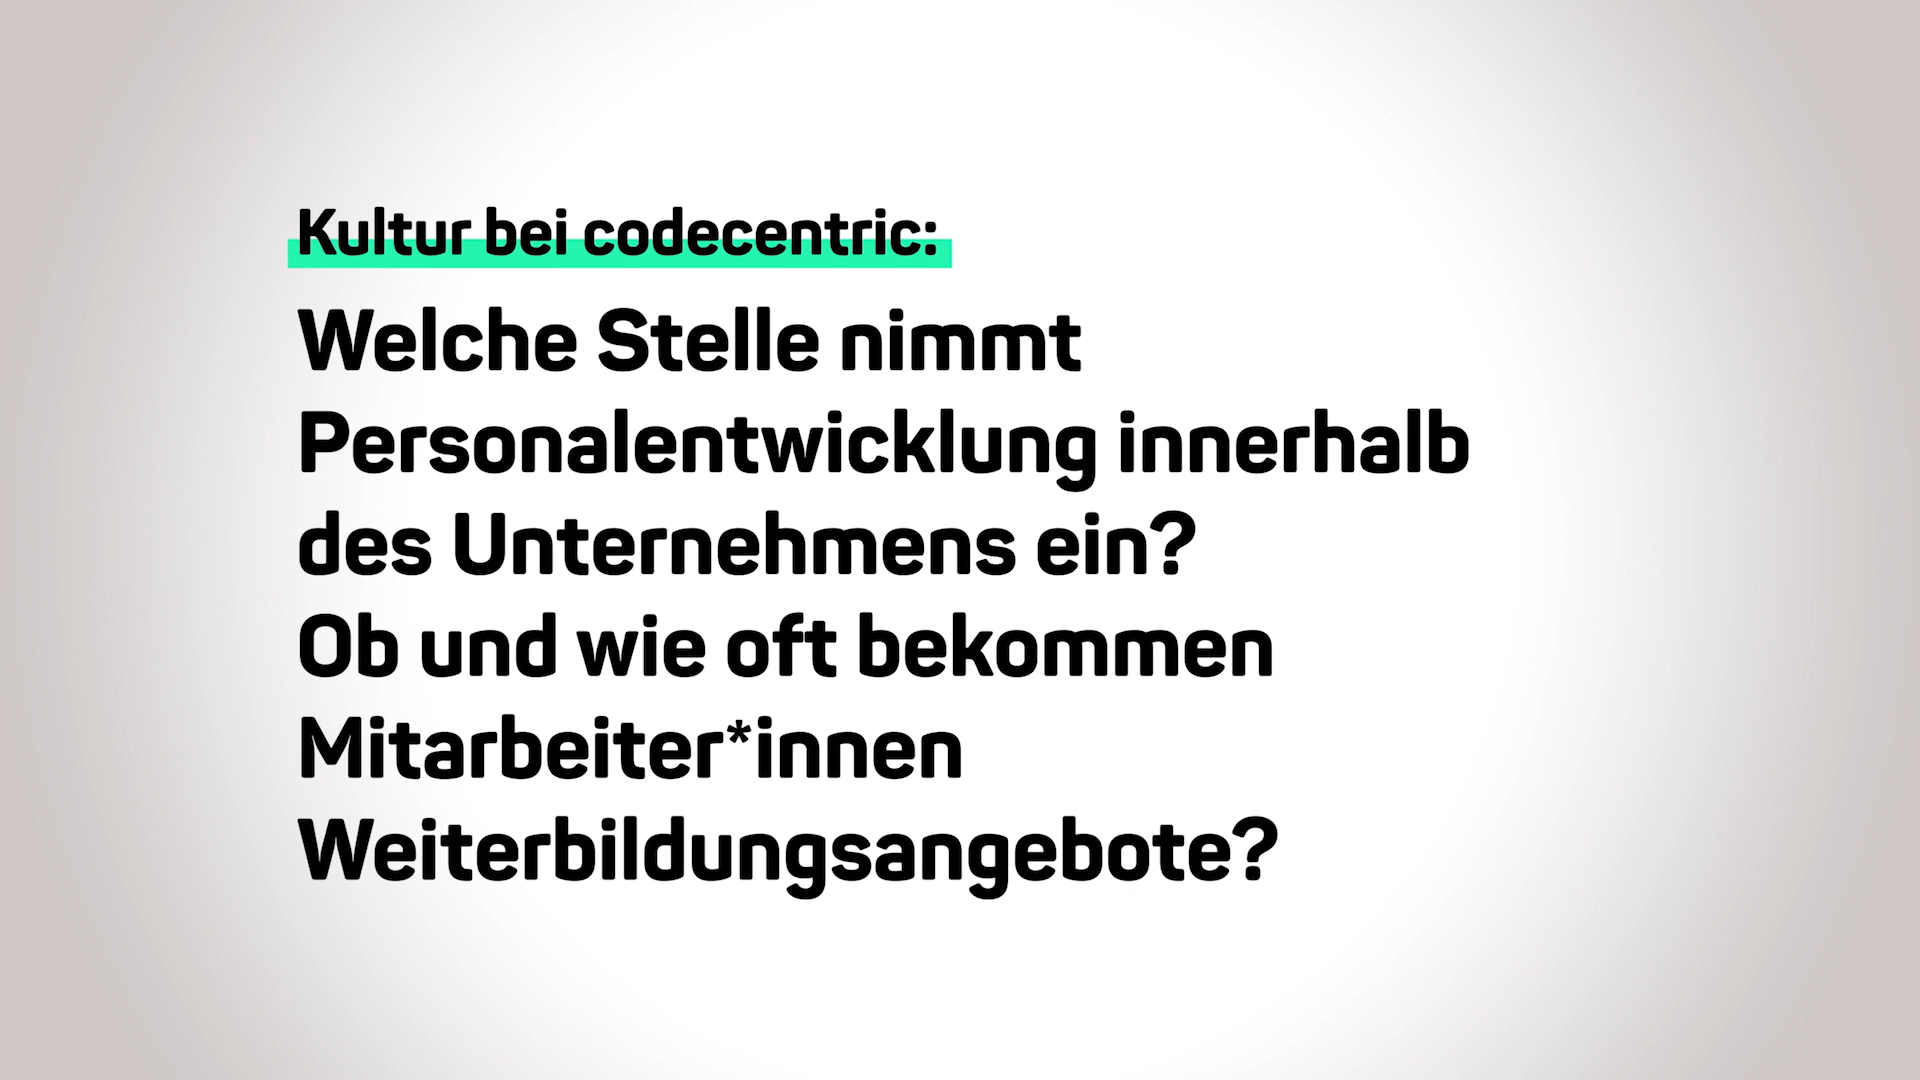 Kultur bei codecentric:
Welche Stelle nimmt
Personalentwicklung innerhalb
des Unternehmens ein?
Ob und wie oft bekommen
Mitarbeiter*innen
Weiterbildungsangebote?